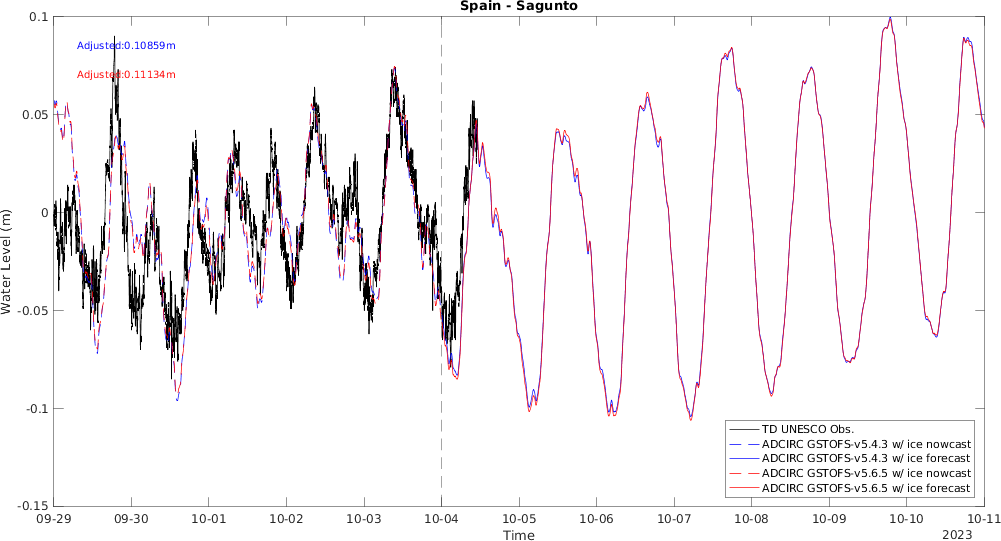 Spain - Sagunto
Adjusted:0.10859m
Adjusted:0.11134m
Water Level (m)
0.1
0.05
0
-0.05
-0.1
-0.15
09-29 09-30 10-01 10-02 10-03 10-04 10-05 10-06 10-07 10-08 10-09 10-10 10-11
Time
2023
TD UNESCO Obs.
ADCIRC GSTOFS-v5.4.3 w/ ice nowcast
ADCIRC GSTOFS-v5.4.3 w/ ice forecast
ADCIRC GSTOFS-v5.6.5 w/ ice nowcast
ADCIRC GSTOFS-v5.6.5 w/ ice forecast